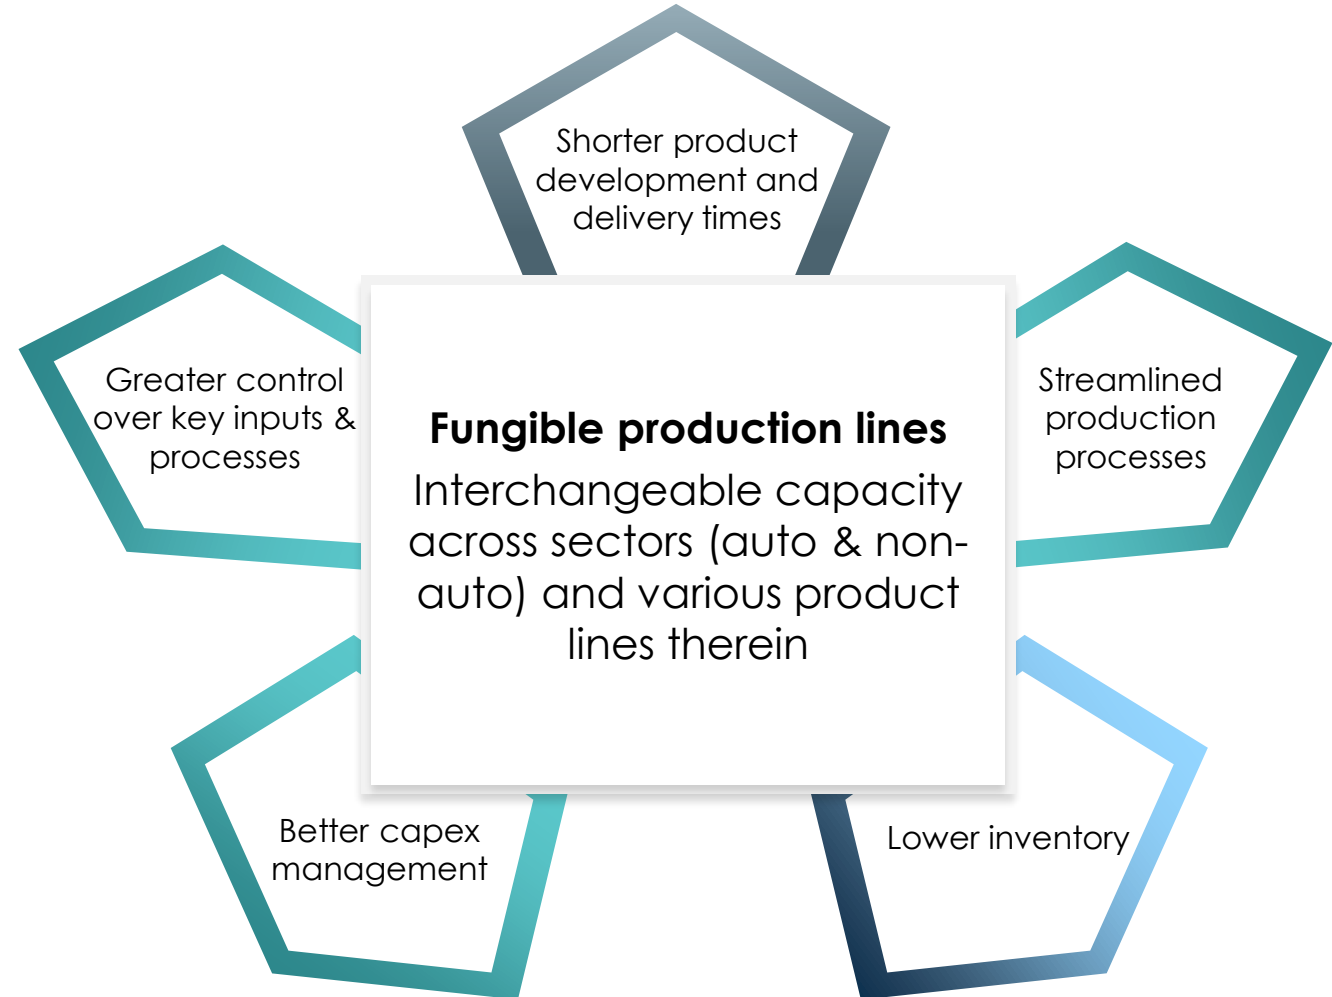 Shorter product
development and
delivery times
Greater control
over key inputs &
processes
Streamlined
production
processes
Fungible production lines
Interchangeable capacity
across sectors (auto & non-
auto) and various product
lines therein
Better capex
management
Lower inventory